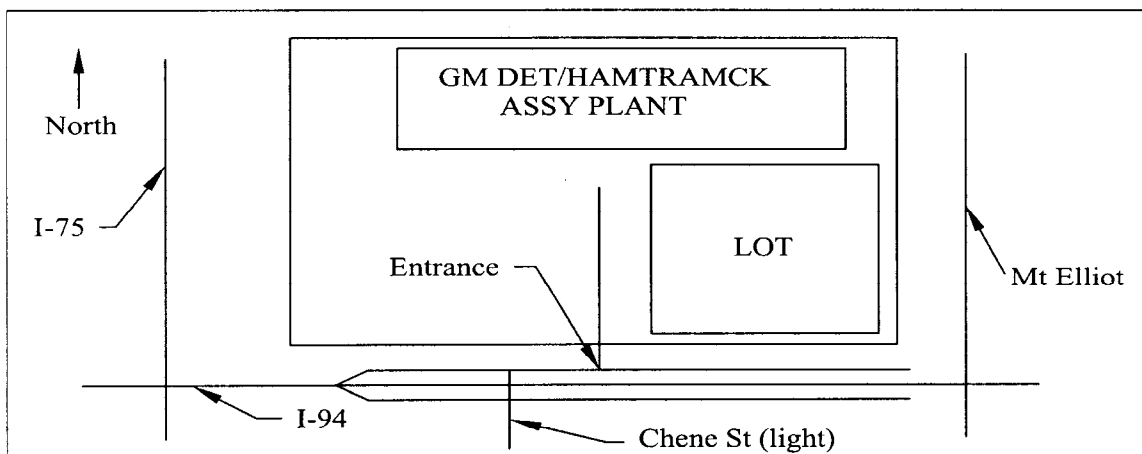 GM DET/HAMTRAMCK
ASSY PLANT
North
I-75
LOT
Entrance
Mt Elliot
I-94
Chene St (light)